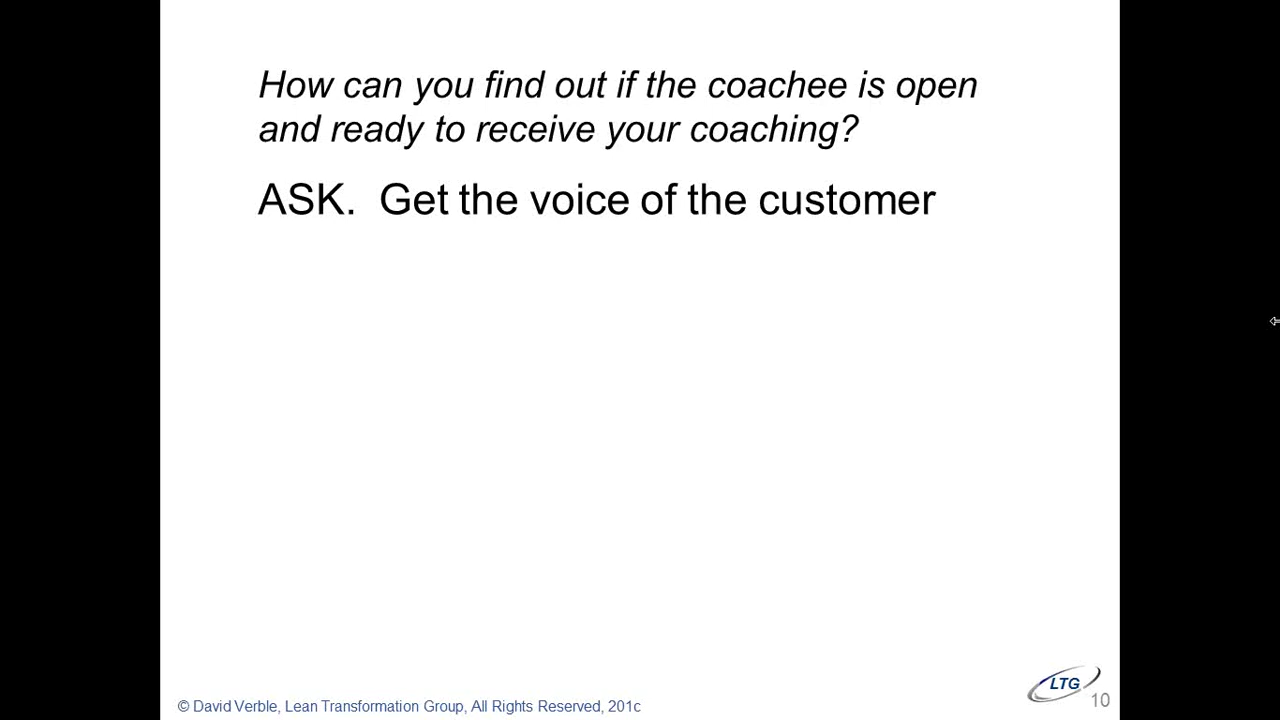 How can you find out if the coachee is open
and ready to receive your coaching?
ASK. Get the voice of the customer
© David Verble, Lean Transformation Group, All Rights Reserved, 201c
LTG
10